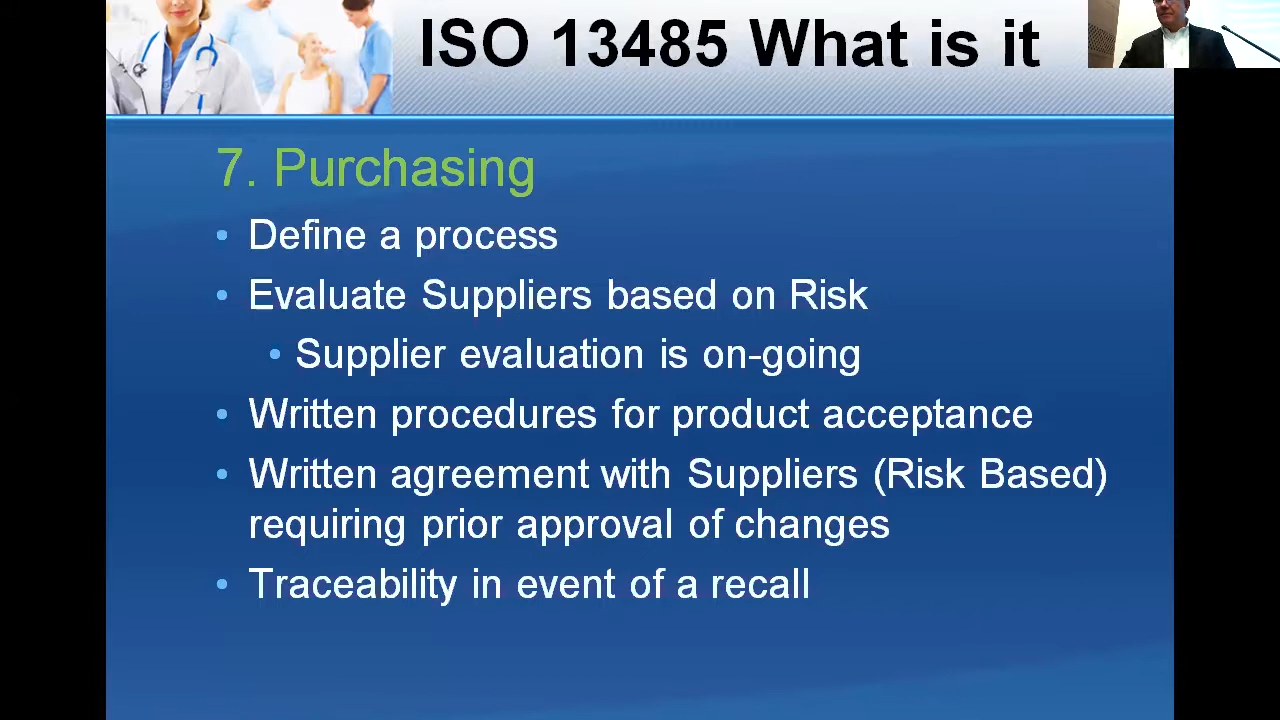 ISO 13485 What is it
7. Purchasing
• Define a process
• Evaluate Suppliers based on Risk
• Supplier evaluation is on-going
• Written procedures for product acceptance
• Written agreement with Suppliers (Risk Based)
requiring prior approval of changes
• Traceability in event of a recall